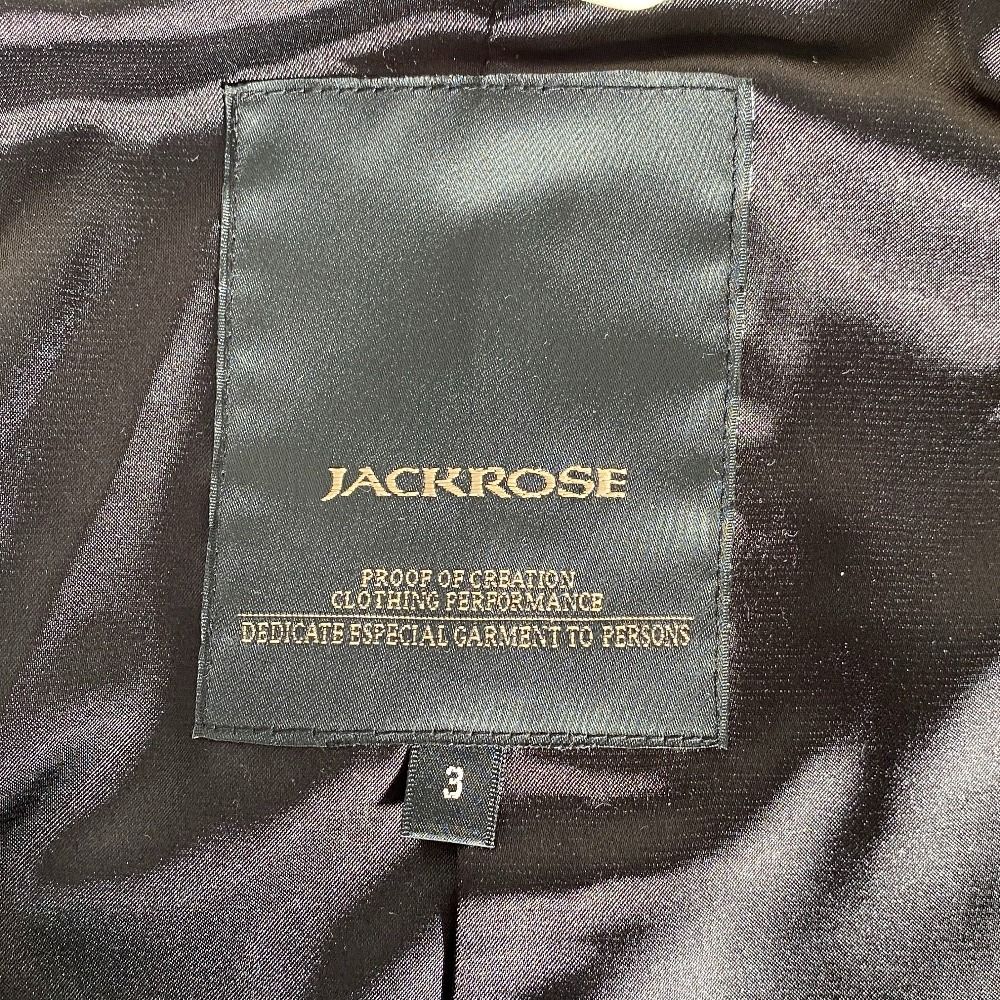 JACKROSE
PROOF OF CREATION
CLOTHING PERFORMANCE
DEDICATE ESPECIAL GARMENT TO PERSONS
3